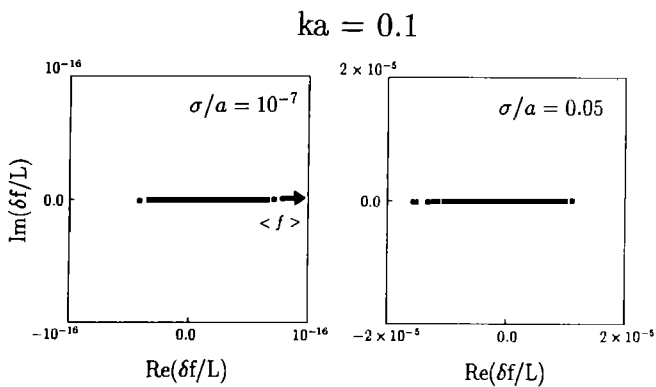 ka = 0.1
10⁻¹⁶
σ/a = 10⁻⁷
0.0
< f >
Im(δf/L)
−10⁻¹⁶
0.0
10⁻¹⁶
Re(δf/L)
2 × 10⁻⁵
σ/a = 0.05
0.0
−2 × 10⁻⁵
0.0
2 × 10⁻⁵
Re(δf/L)